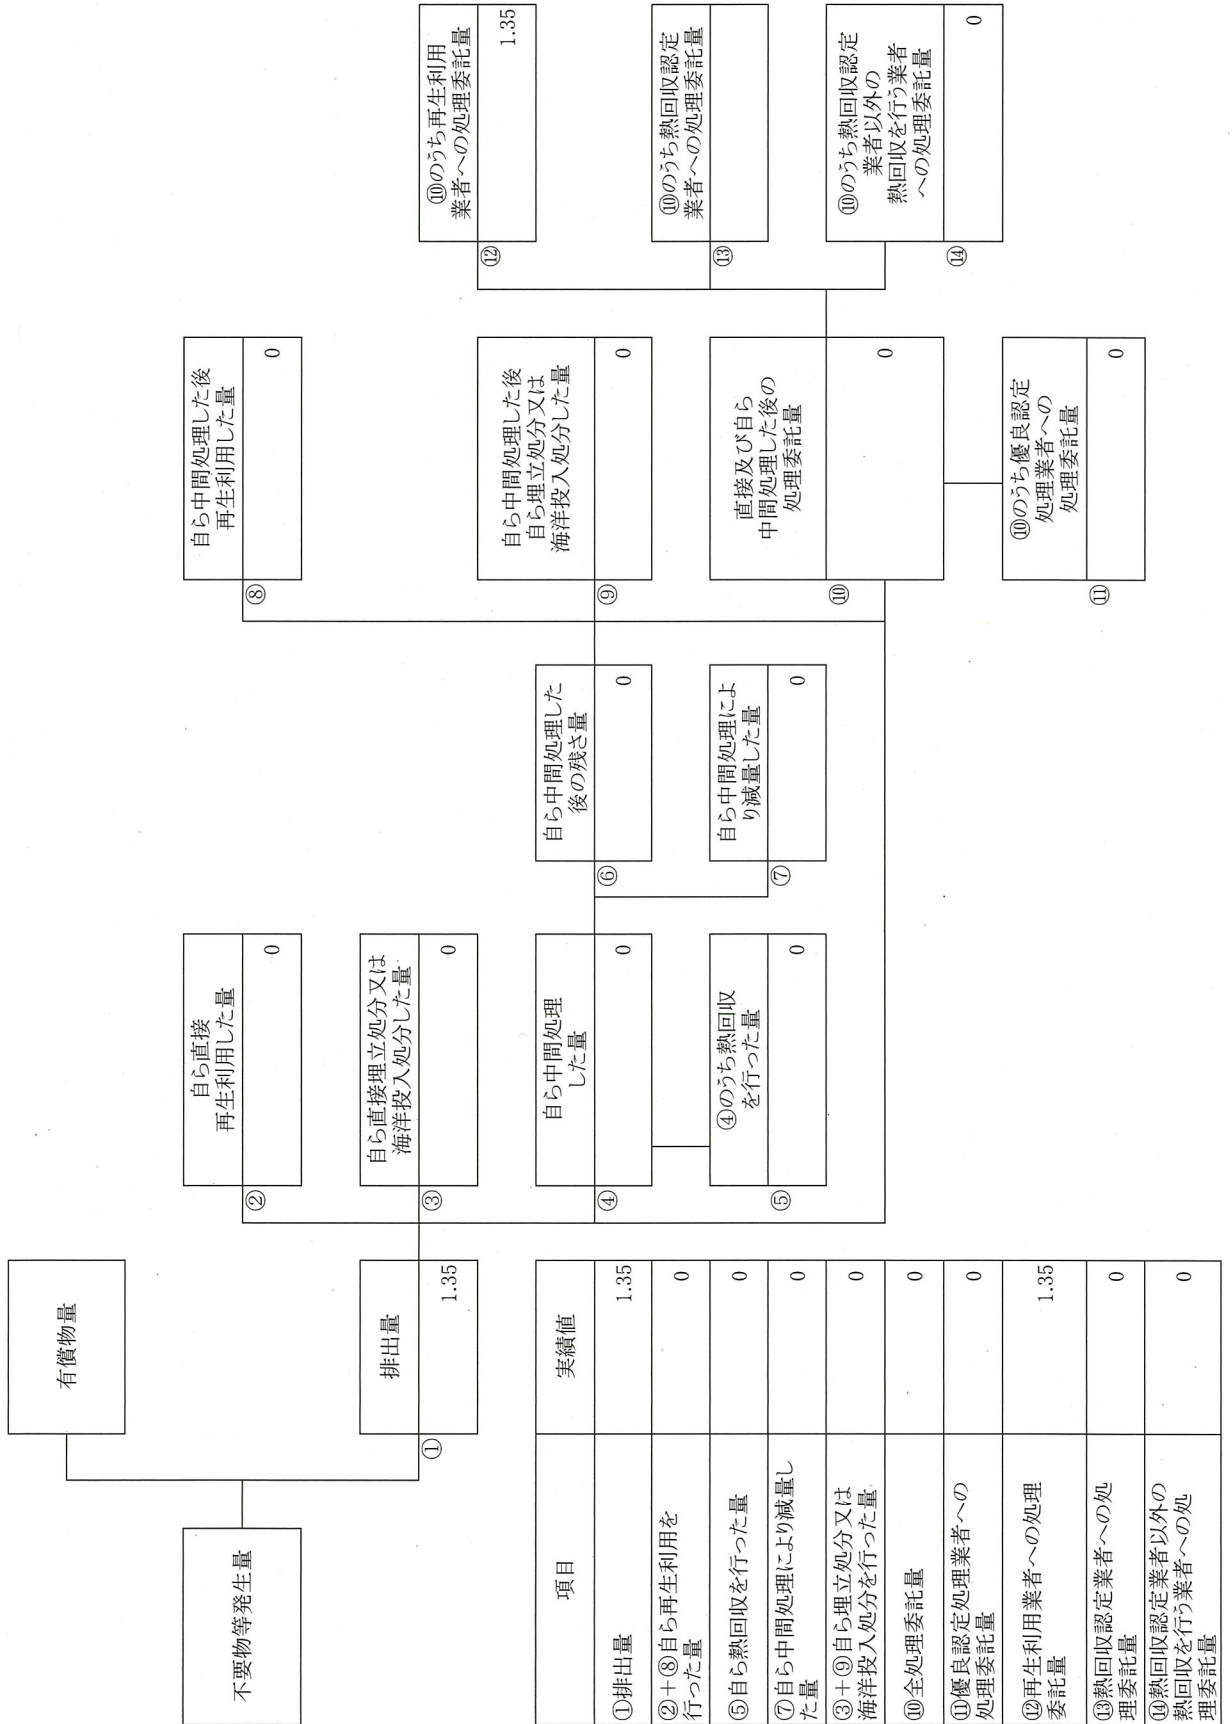 不要物等発生量
有償物量
排出量
1.35
①
自ら直接
再生利用した量
0
②
自ら直接埋立処分又は
海洋投入処分した量
0
③
自ら中間処理
した量
0
④
④のうち熱回収
を行った量
0
⑤
自ら中間処理した
後の残さ量
0
⑥
自ら中間処理によ
り減量した量
0
⑦
自ら中間処理した後
再生利用した量
0
⑧
自ら中間処理した後
自ら埋立処分又は
海洋投入処分した量
0
⑨
直接及び自ら
中間処理した後の
処理委託量
0
⑩
⑩のうち優良認定
処理業者への
処理委託量
0
⑪
⑩のうち再生利用
業者への処理委託量
1.35
⑫
⑩のうち熱回収認定
業者への処理委託量
⑬
⑩のうち熱回収認定
業者以外の
熱回収を行う業者
への処理委託量
0
⑭
項目 実績値
①排出量 1.35
②+⑧自ら再生利用を
行った量 0
⑤自ら熱回収を行った量 0
⑦自ら中間処理により減量し
た量 0
③+⑨自ら埋立処分又は
海洋投入処分を行った量 0
⑩全処理委託量 0
⑪優良認定処理業者への
処理委託量 0
⑫再生利用業者への処理
委託量 1.35
⑬熱回収認定業者への処
理委託量 0
⑭熱回収認定業者以外の
熱回収を行う業者への処
理委託量 0